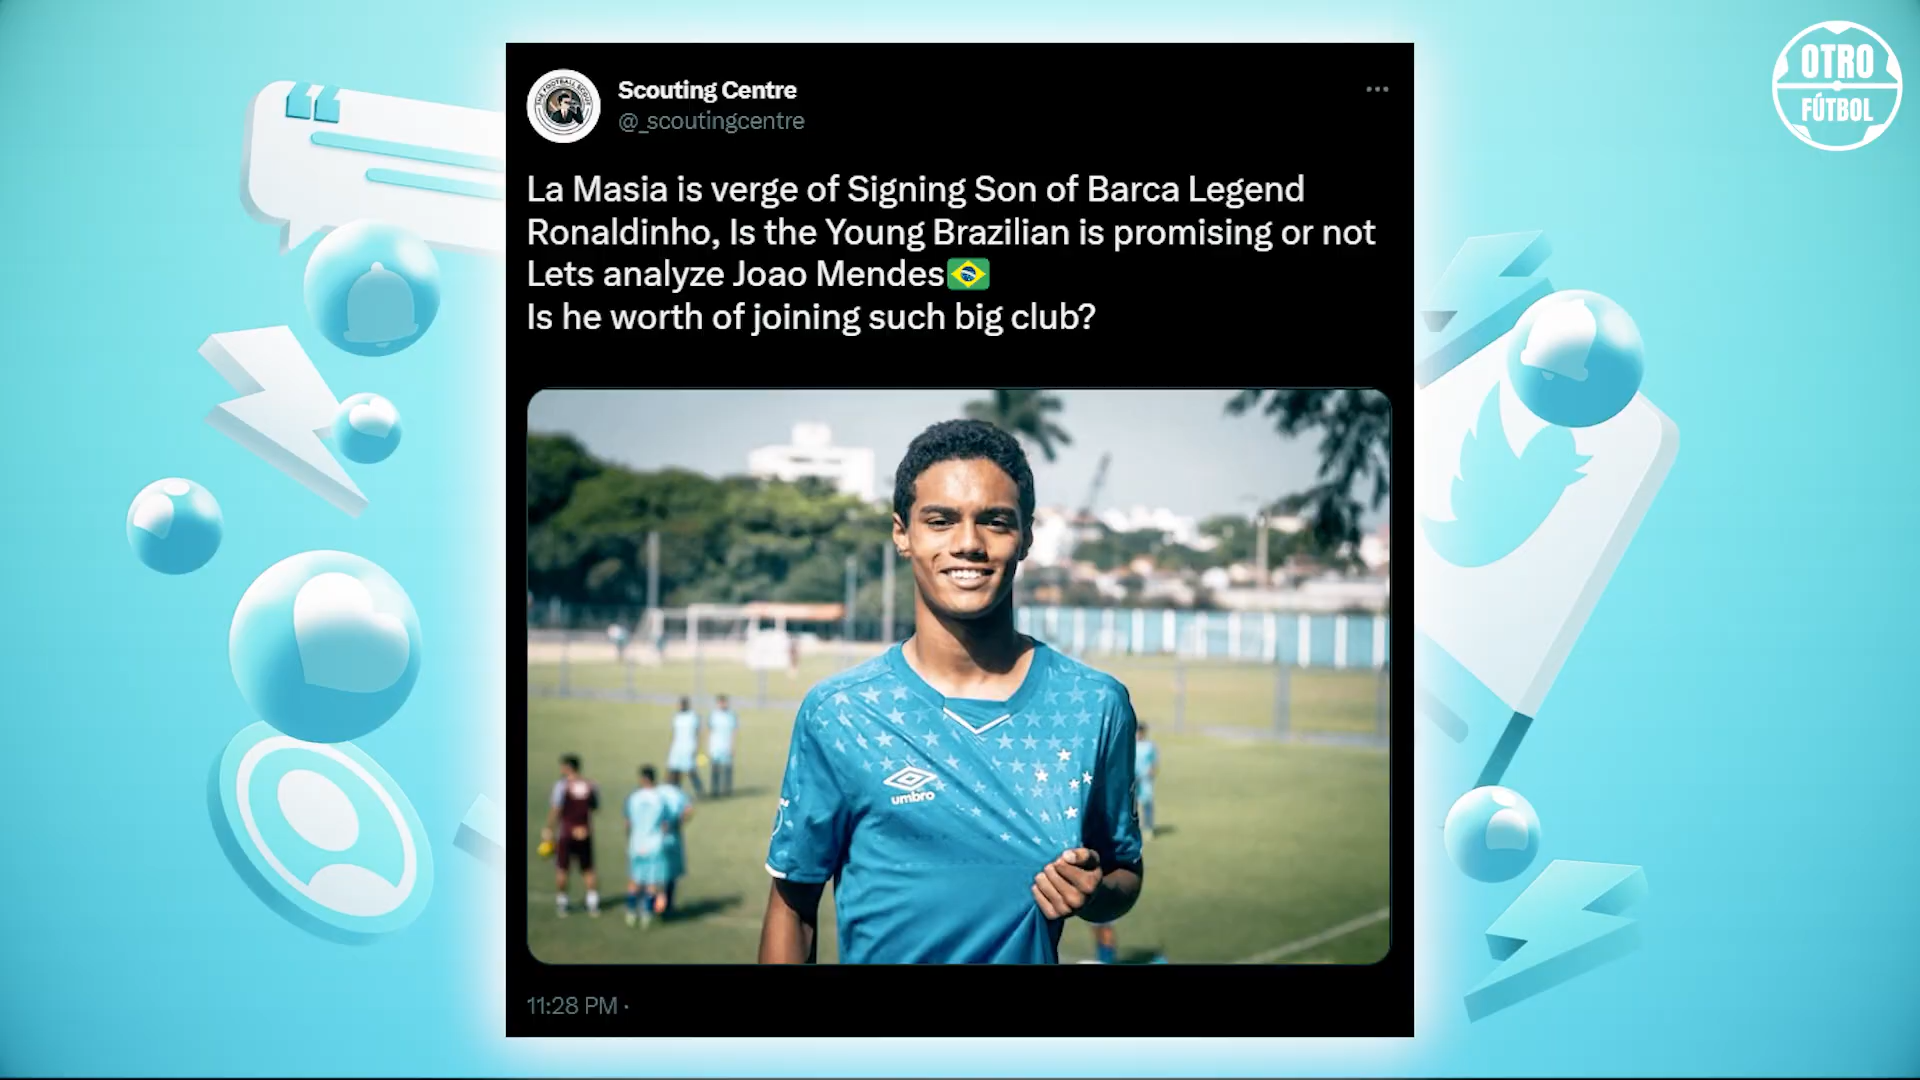 OTRO
FÚTBOL
Scouting Centre
@_scoutingcentre
La Masia is verge of Signing Son of Barca Legend
Ronaldinho, Is the Young Brazilian is promising or not
Lets analyze Joao Mendes🇧🇷
Is he worth of joining such big club?
umbro
11:28 PM ·